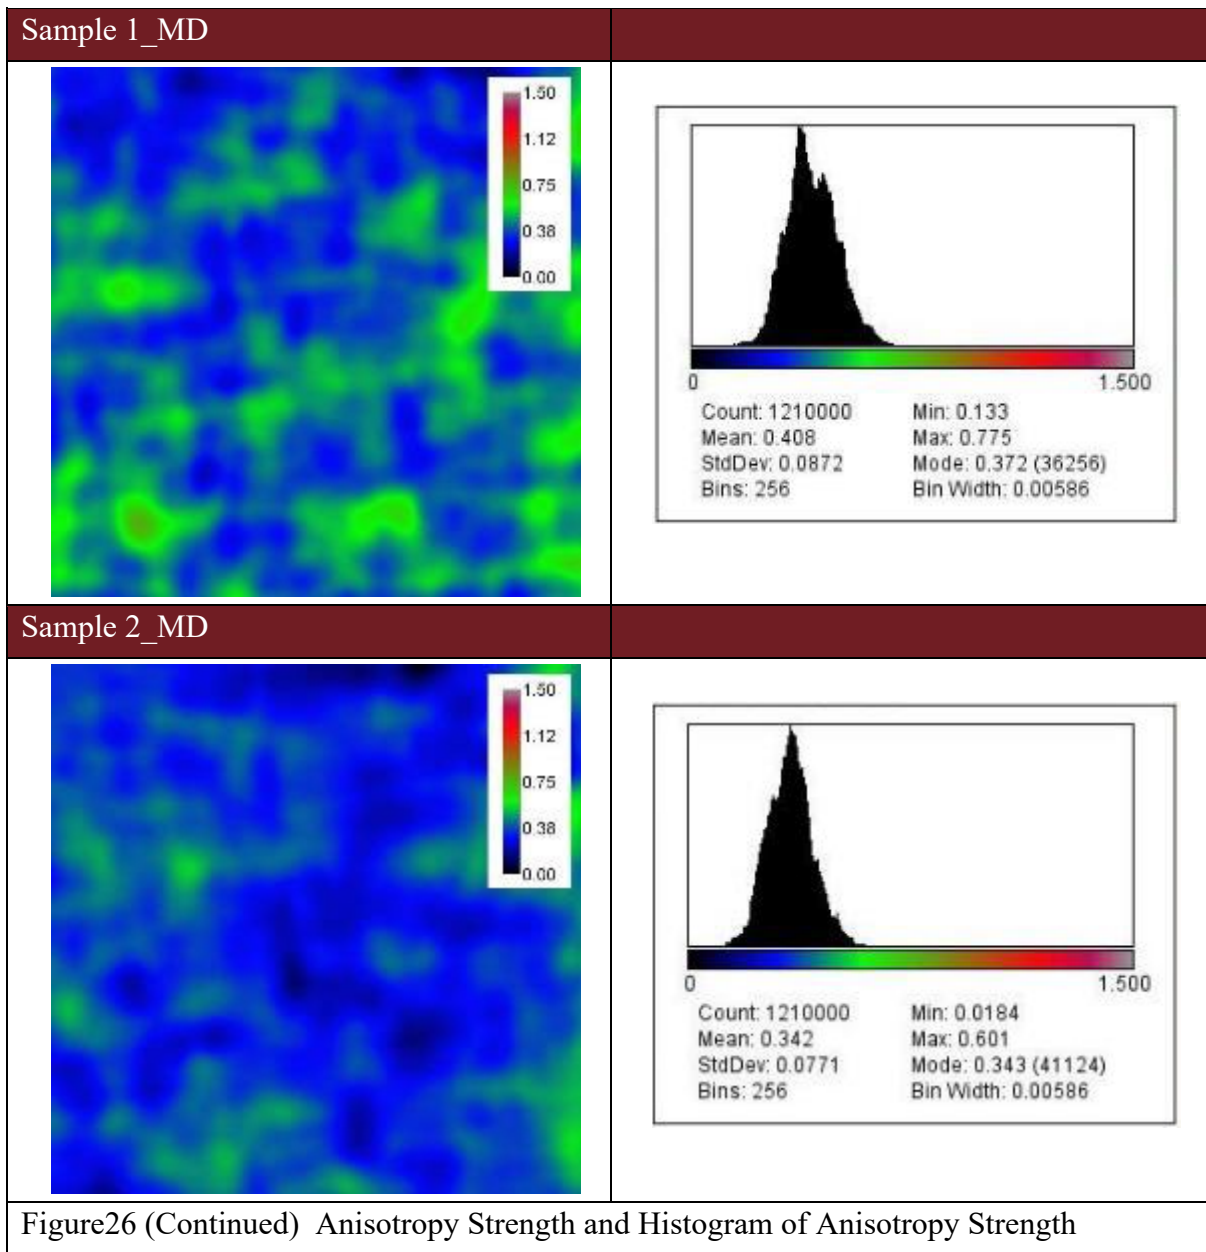 Sample 1_MD
1.50
1.12
0.75
0.38
0.00
0 1.500
Count: 1210000 Min: 0.133
Mean: 0.408 Max: 0.775
StdDev: 0.0872 Mode: 0.372 (36256)
Bins: 256 Bin Width: 0.00586
Sample 2_MD
1.50
1.12
0.75
0.38
0.00
0 1.500
Count: 1210000 Min: 0.0184
Mean: 0.342 Max: 0.601
StdDev: 0.0771 Mode: 0.343 (41124)
Bins: 256 Bin Width: 0.00586
Figure26 (Continued) Anisotropy Strength and Histogram of Anisotropy Strength